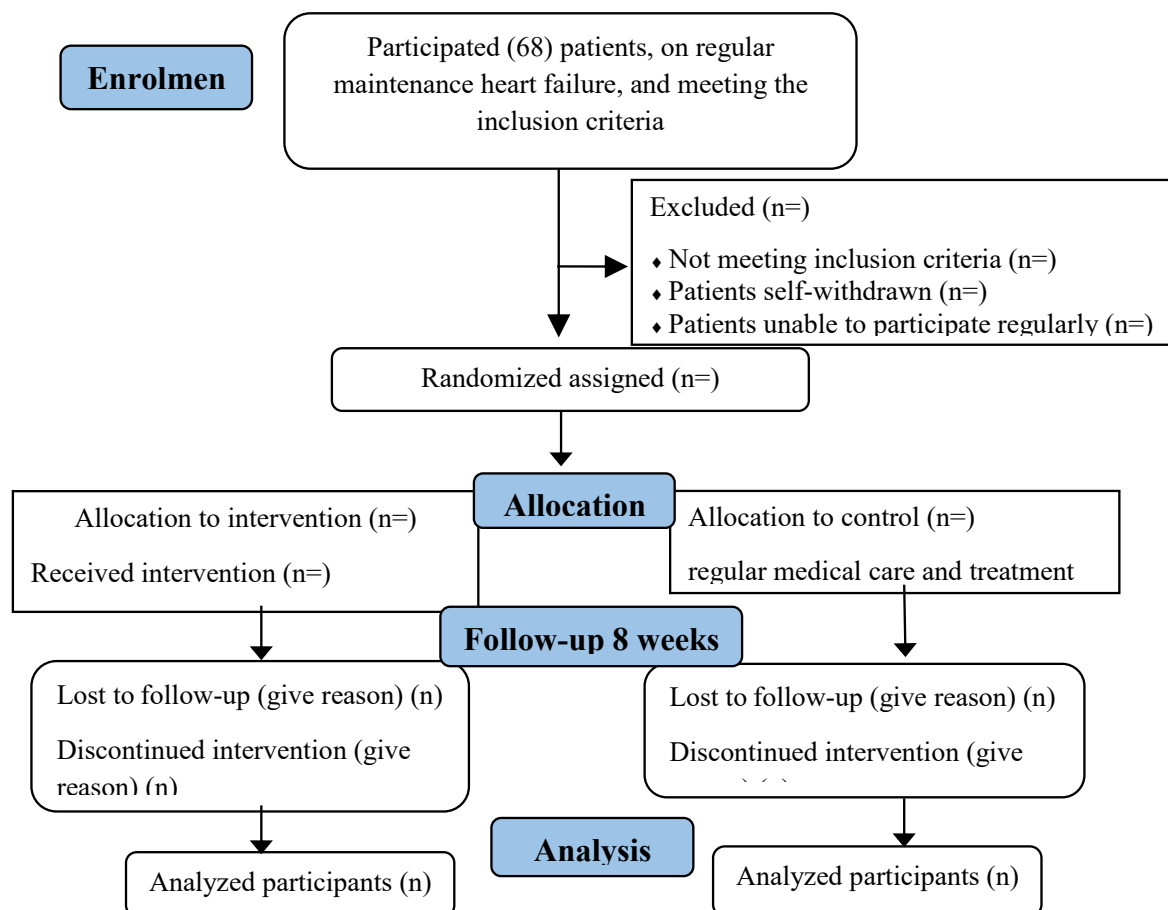 Enrolmen
Participated (68) patients, on regular
maintenance heart failure, and meeting the
inclusion criteria
Excluded (n=)
♦ Not meeting inclusion criteria (n=)
♦ Patients self-withdrawn (n=)
♦ Patients unable to participate regularly (n=)
Randomized assigned (n=)
Allocation
Allocation to intervention (n=)
Received intervention (n=)
Allocation to control (n=)
regular medical care and treatment
Follow-up 8 weeks
Lost to follow-up (give reason) (n)
Discontinued intervention (give
reason) (n)
Lost to follow-up (give reason) (n)
Discontinued intervention (give
Analysis
Analyzed participants (n)
Analyzed participants (n)